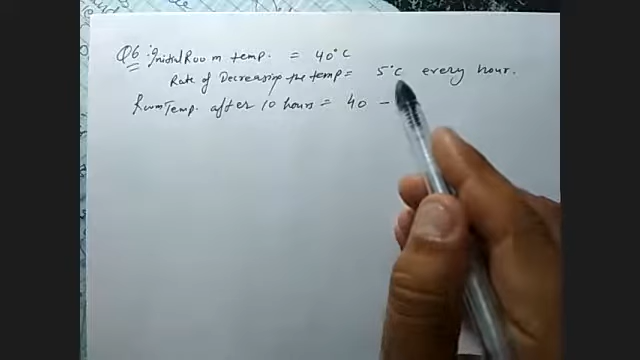 Q6 : Initial Room temp. = 40°C
Rate of Decreasing the temp = 5°C every hour.
Room Temp. after 10 hours = 40 -